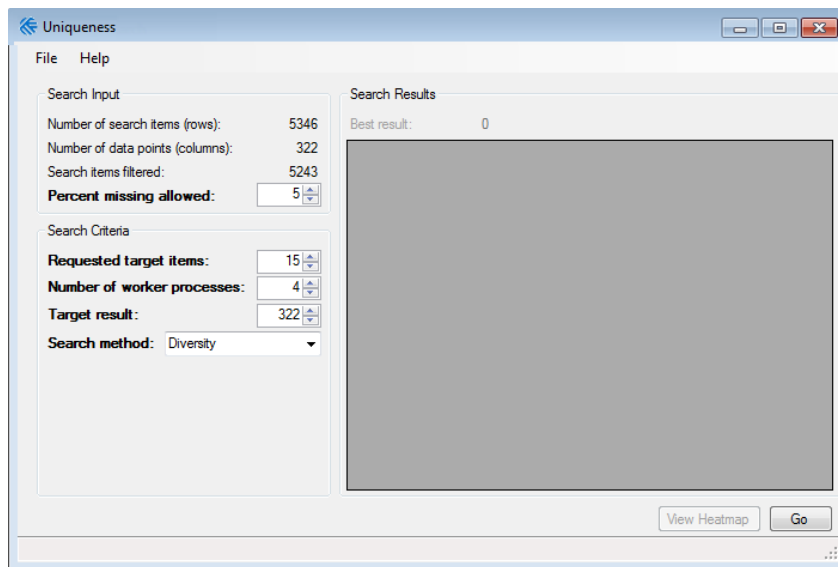 Uniqueness
File Help
Search Input
Number of search items (rows): 5346
Number of data points (columns): 322
Search items filtered: 5243
Percent missing allowed: 5
Search Criteria
Requested target items: 15
Number of worker processes: 4
Target result: 322
Search method: Diversity
Search Results
Best result: 0
View Heatmap Go